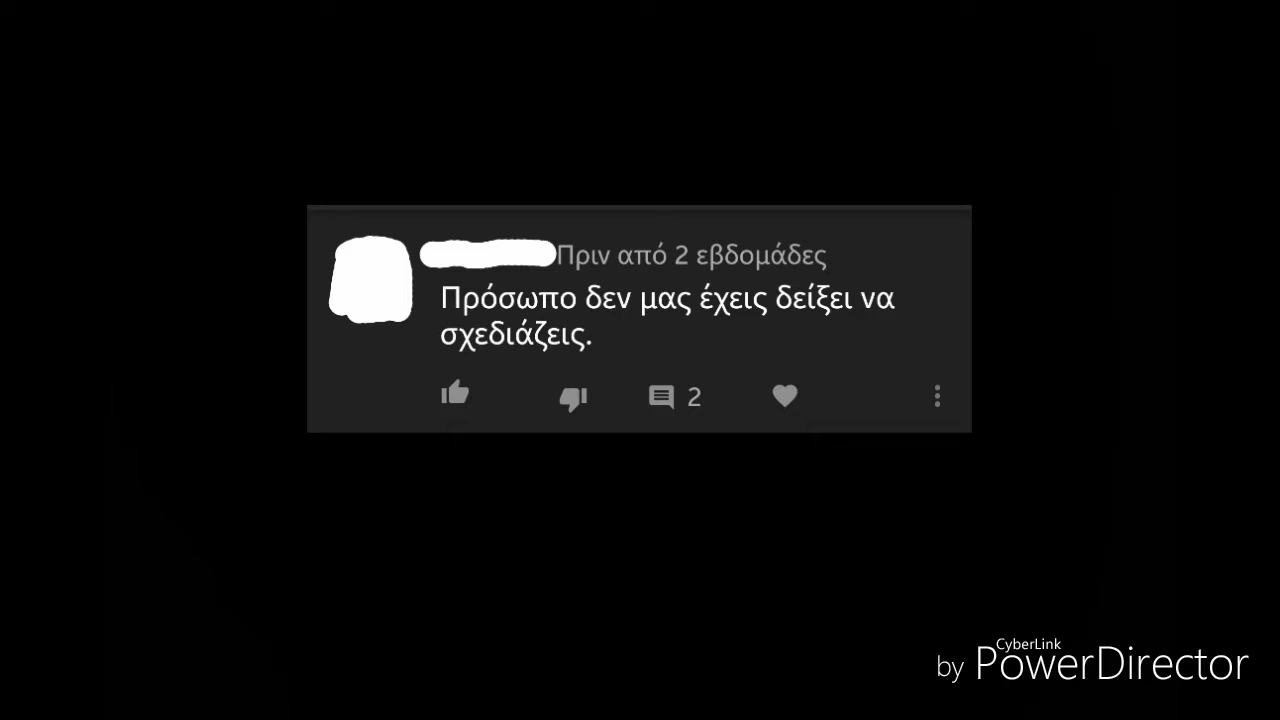 Πριν από 2 εβδομάδες
Πρόσωπο δεν μας έχεις δείξει να
σχεδιάζεις.
2
CyberLink
by PowerDirector